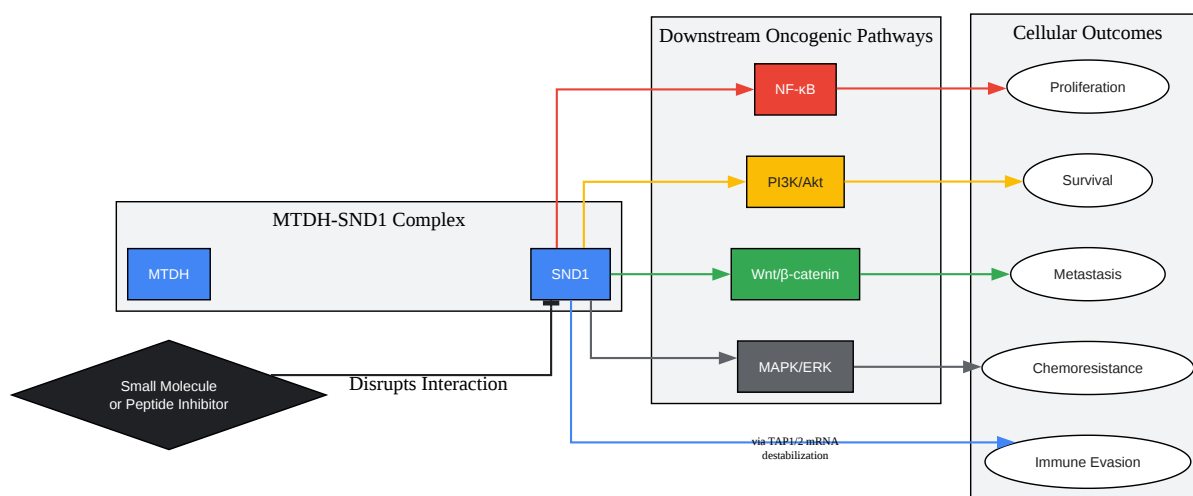 Downstream Oncogenic Pathways
Cellular Outcomes
NF-κB
Proliferation
PI3K/Akt
Survival
MTDH-SND1 Complex
MTDH
SND1
Wnt/β-catenin
Metastasis
MAPK/ERK
Chemoresistance
Small Molecule
or Peptide Inhibitor
Disrupts Interaction
via TAP1/2 mRNA
destabilization
Immune Evasion